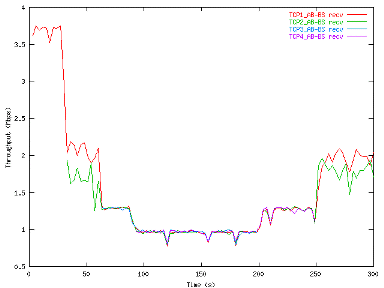 4
3.5
3
2.5
2
1.5
1
0.5
0
50
100
150
200
250
300
Throughput (Mbps)
Time (s)
TCP1_AB-BS recv
TCP2_AB-BS recv
TCP3_AB-BS recv
TCP4_AB-BS recv